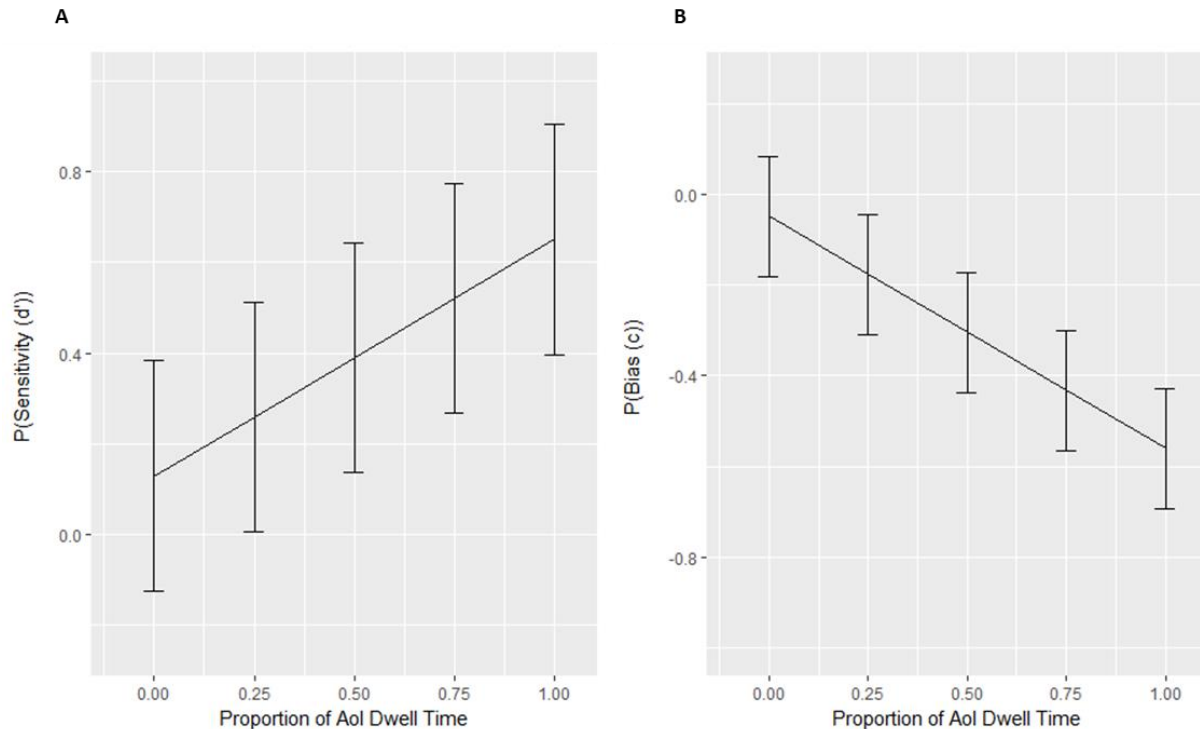 A
P(Sensitivity (d'))
0.8
0.4
0.0
0.00 0.25 0.50 0.75 1.00
Proportion of AoI Dwell Time
B
P(Bias (c))
0.0
-0.4
-0.8
0.00 0.25 0.50 0.75 1.00
Proportion of AoI Dwell Time